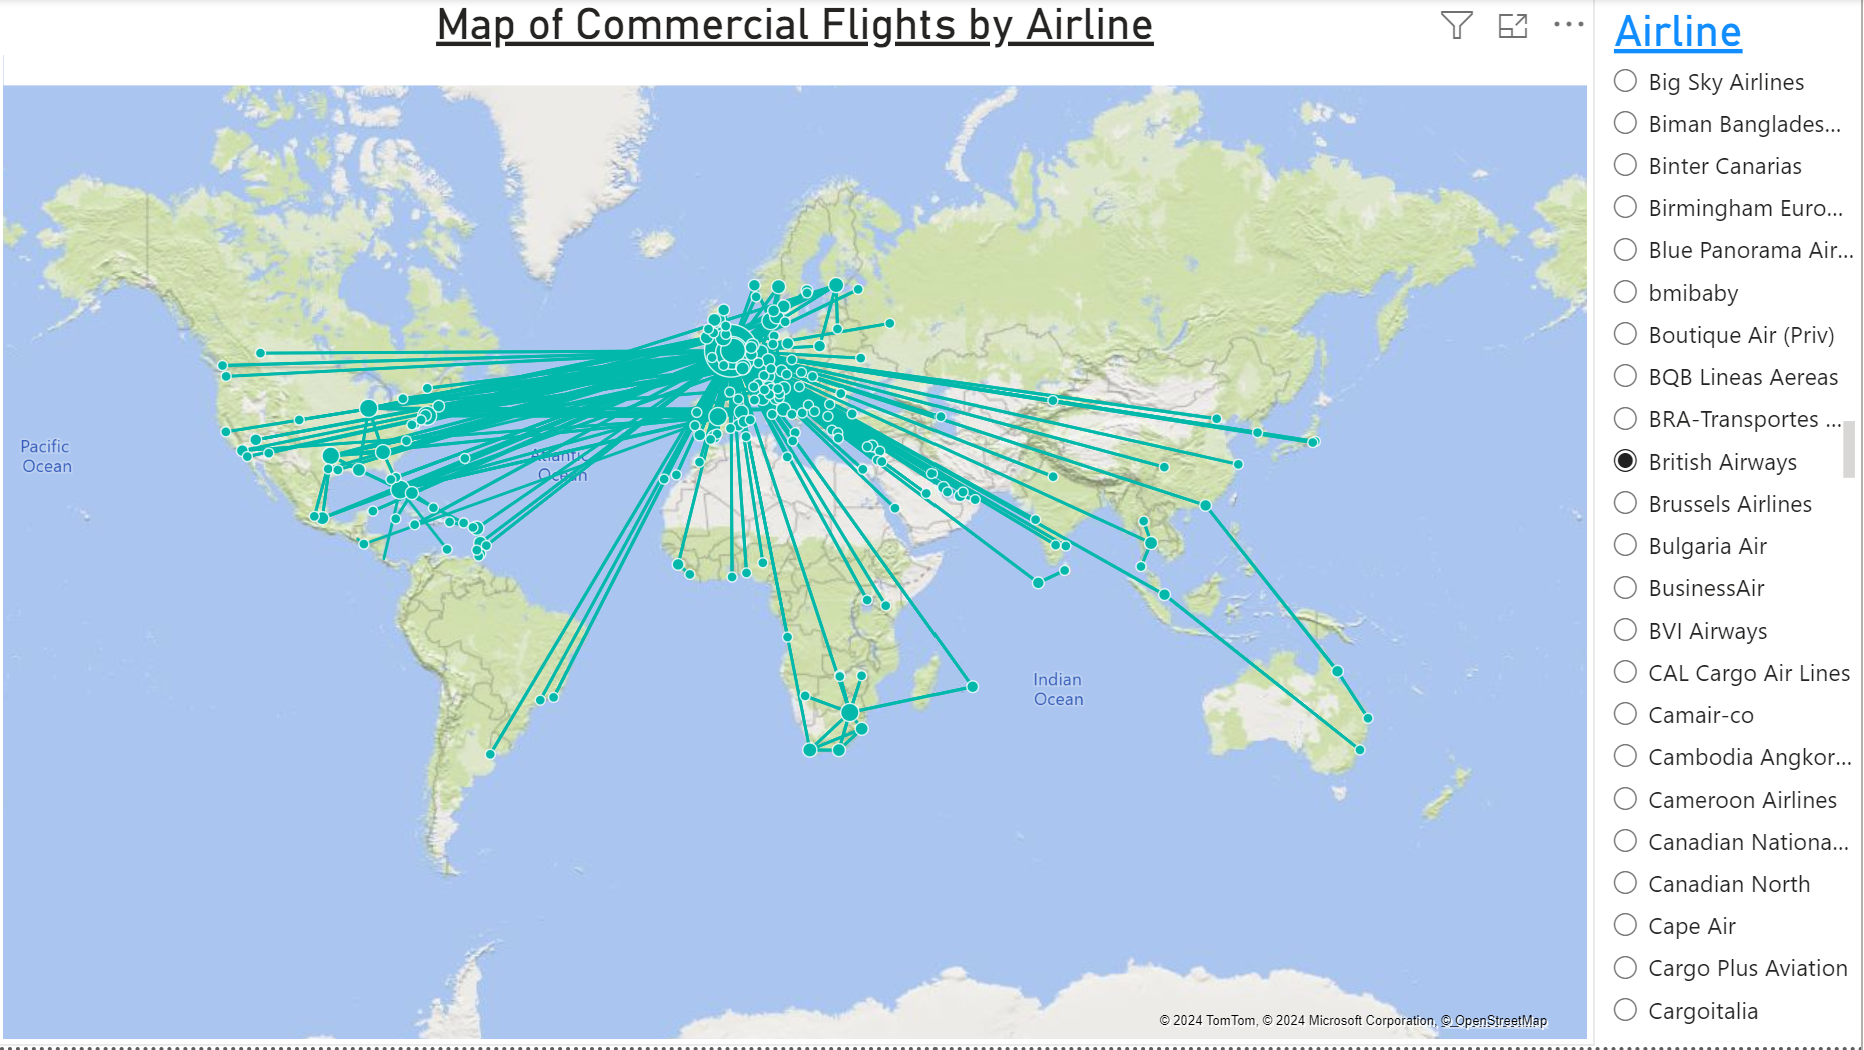 Map of Commercial Flights by Airline
Pacific
Ocean
Atlantic
Ocean
Indian
Ocean
© 2024 TomTom, © 2024 Microsoft Corporation, © OpenStreetMap
Airline
Big Sky Airlines
Biman Banglades...
Binter Canarias
Birmingham Euro...
Blue Panorama Air...
bmibaby
Boutique Air (Priv)
BQB Lineas Aereas
BRA-Transportes ...
British Airways
Brussels Airlines
Bulgaria Air
BusinessAir
BVI Airways
CAL Cargo Air Lines
Camair-co
Cambodia Angkor...
Cameroon Airlines
Canadian Nationa...
Canadian North
Cape Air
Cargo Plus Aviation
Cargoitalia